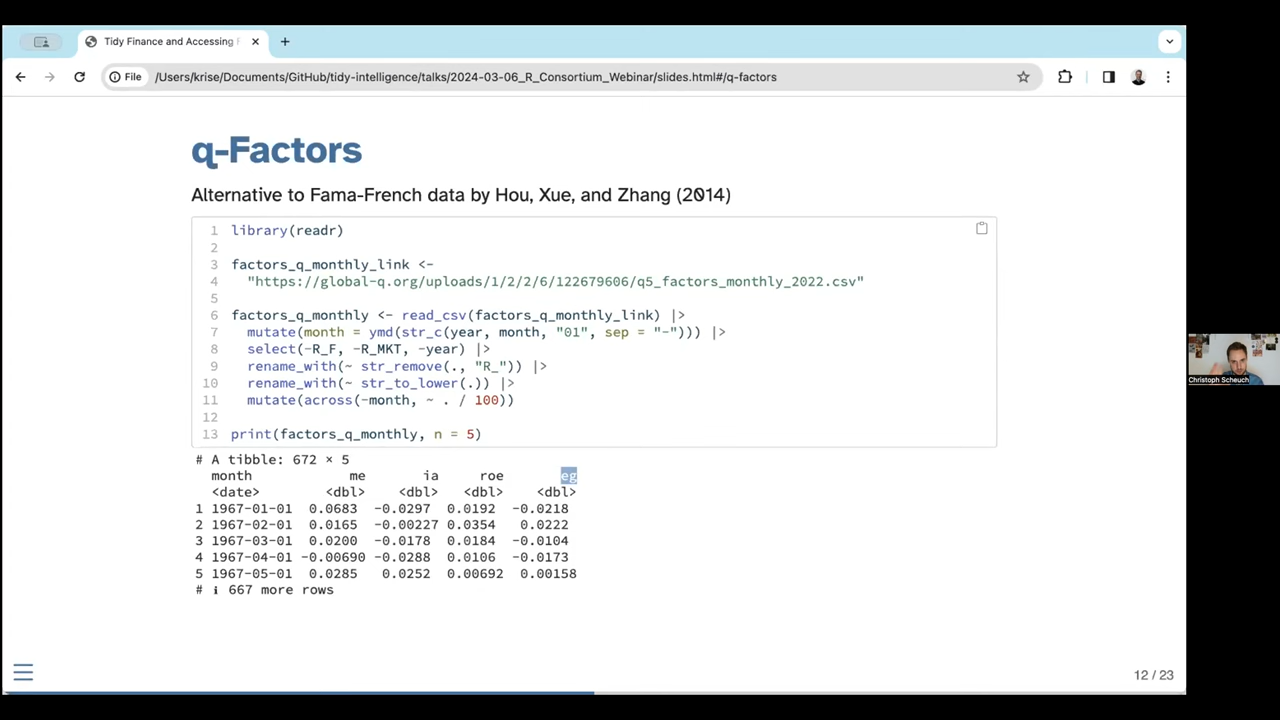 Tidy Finance and Accessing F
File
/Users/krise/Documents/GitHub/tidy-intelligence/talks/2024-03-06_R_Consortium_Webinar/slides.html#/q-factors
q-Factors
Alternative to Fama-French data by Hou, Xue, and Zhang (2014)
1 library(readr)
2
3 factors_q_monthly_link <-
4 "https://global-q.org/uploads/1/2/2/6/122679606/q5_factors_monthly_2022.csv"
5
6 factors_q_monthly <- read_csv(factors_q_monthly_link) |>
7 mutate(month = ymd(str_c(year, month, "01", sep = "-"))) |>
8 select(-R_F, -R_MKT, -year) |>
9 rename_with(~ str_remove(., "R_")) |>
10 rename_with(~ str_to_lower(.)) |>
11 mutate(across(-month, ~ . / 100))
12
13 print(factors_q_monthly, n = 5)
# A tibble: 672 × 5
month me ia roe eg
<date> <dbl> <dbl> <dbl> <dbl>
1 1967-01-01 0.0683 -0.0297 0.0192 -0.0218
2 1967-02-01 0.0165 -0.00227 0.0354 0.0222
3 1967-03-01 0.0200 -0.0178 0.0184 -0.0104
4 1967-04-01 -0.00690 -0.0288 0.0106 -0.0173
5 1967-05-01 0.0285 0.0252 0.00692 0.00158
# ℹ 667 more rows
Christoph Scheuch
12 / 23